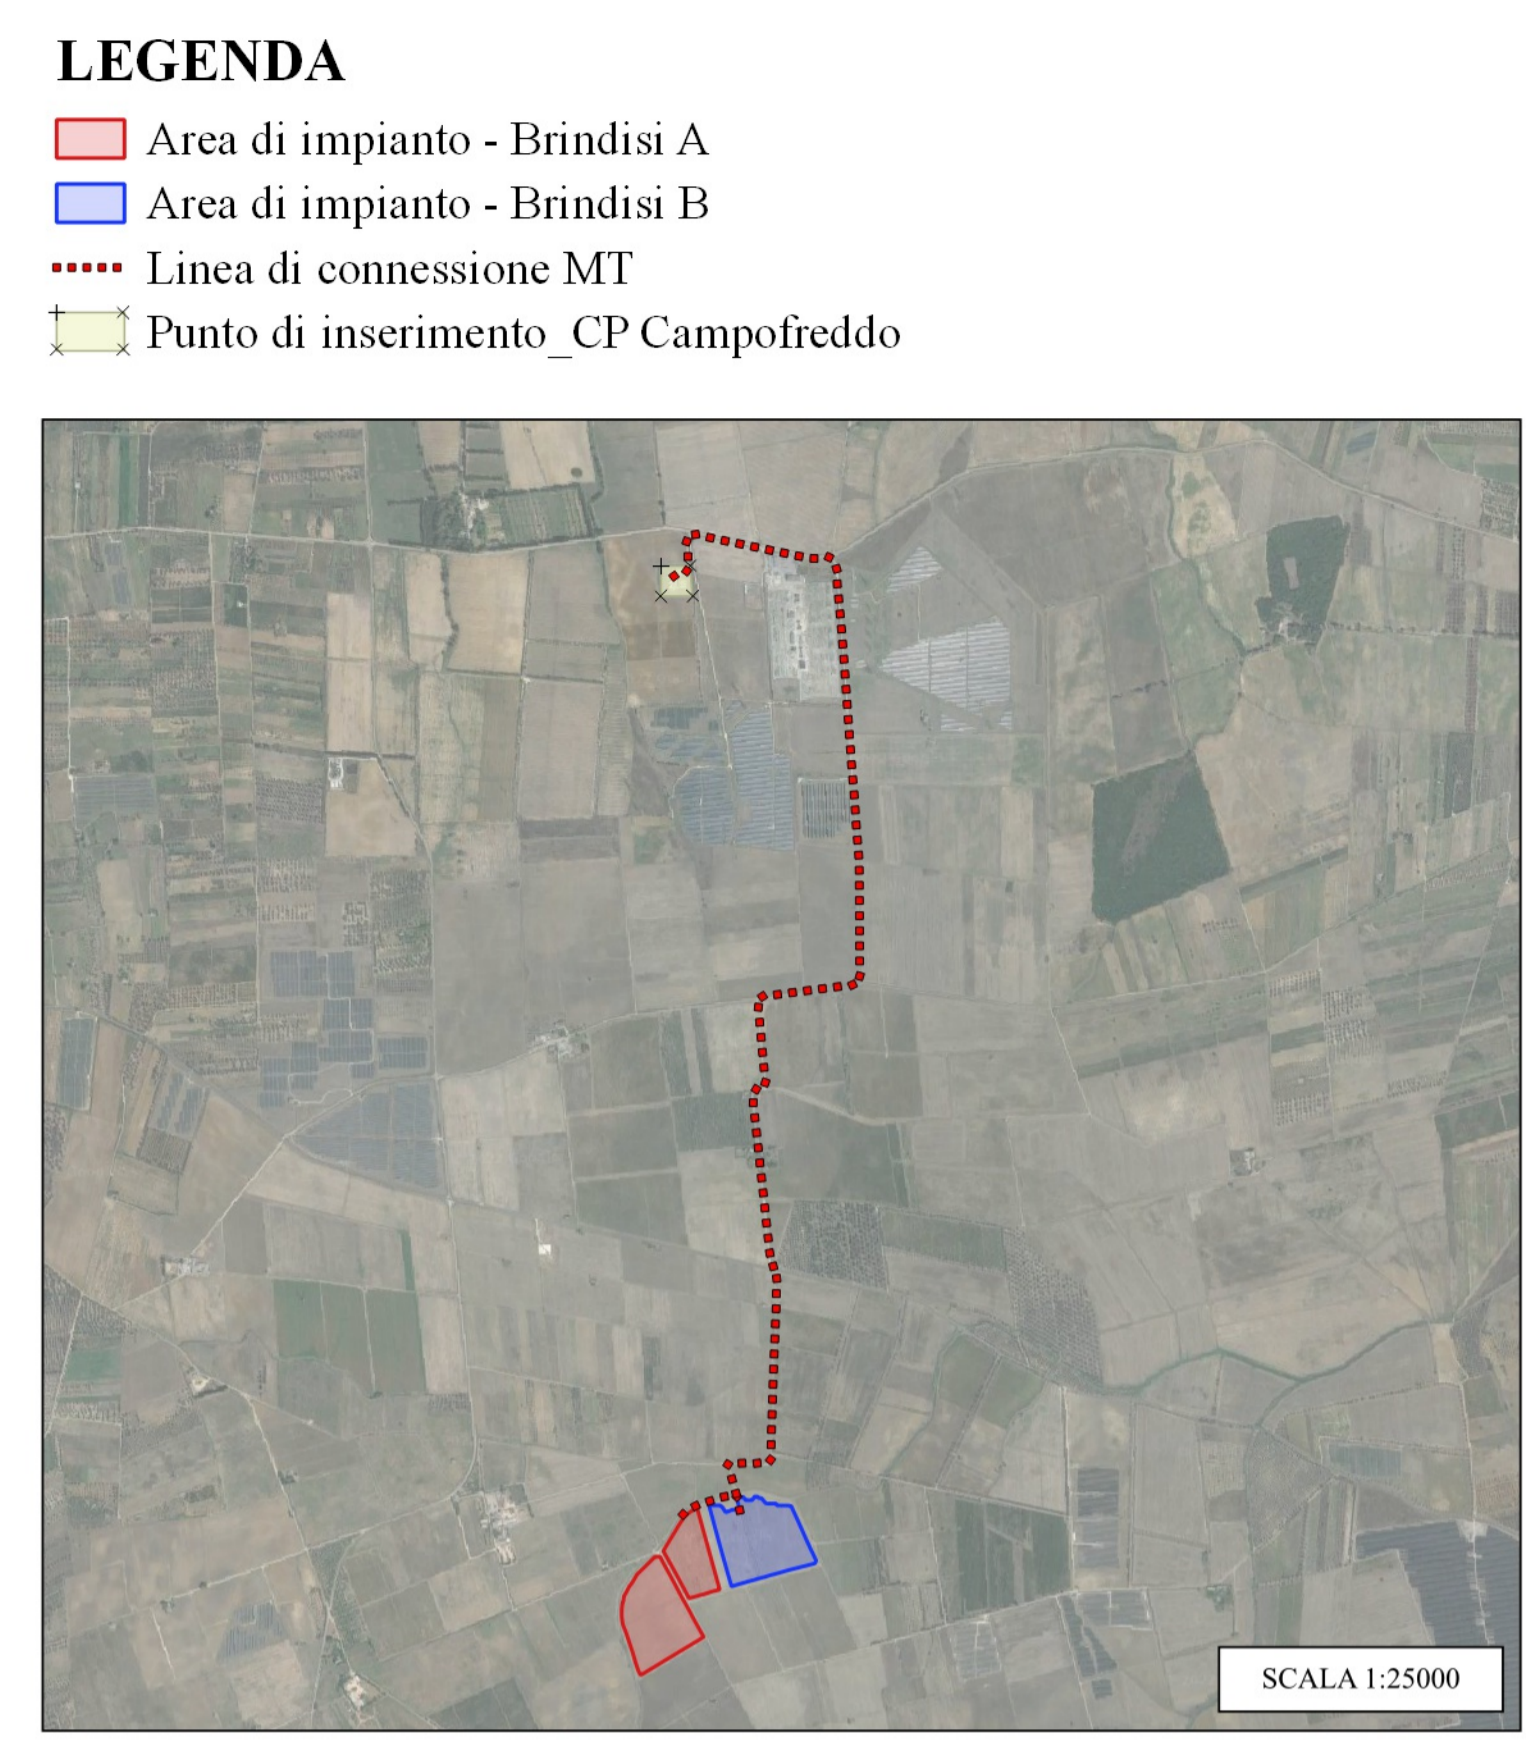 LEGENDA
Area di impianto - Brindisi A
Area di impianto - Brindisi B
Linea di connessione MT
Punto di inserimento_CP Campofreddo
SCALA 1:25000